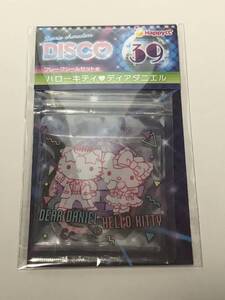 Sanrio characters
DISCO
Happyくじ
39
フレークシールセット
ハローキティ♥ディアダニエル
DEAR DANIEL HELLO KITTY